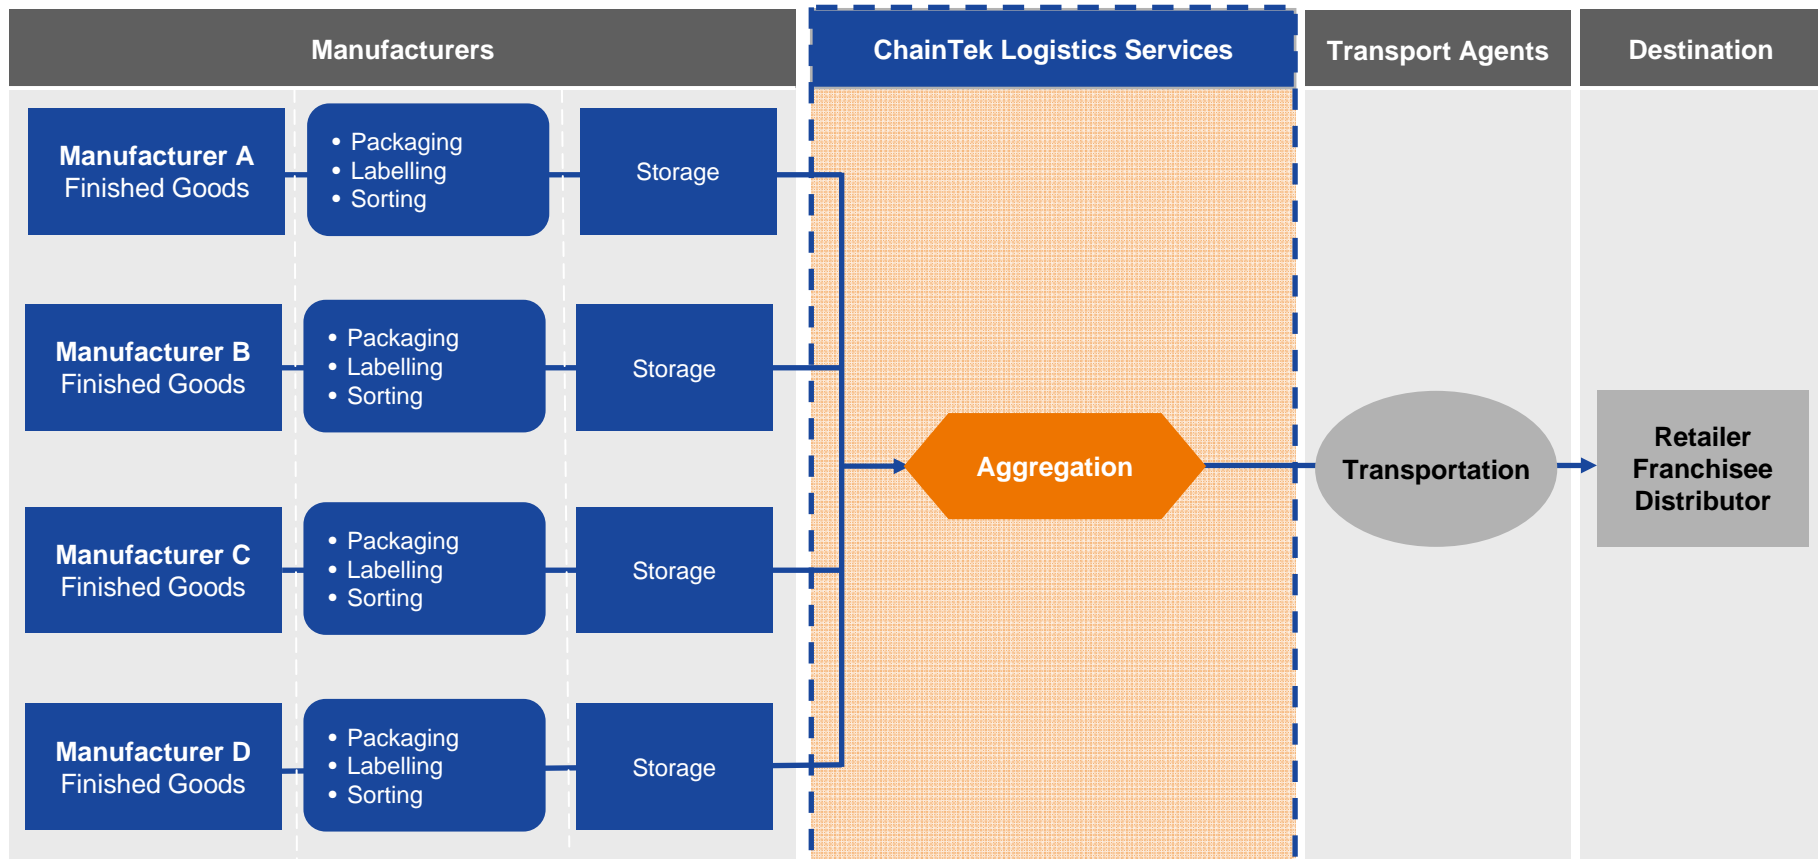 Manufacturers
ChainTek Logistics Services
Transport Agents
Destination
Manufacturer A
Finished Goods
• Packaging
• Labelling
• Sorting
Storage
Manufacturer B
Finished Goods
• Packaging
• Labelling
• Sorting
Storage
Manufacturer C
Finished Goods
• Packaging
• Labelling
• Sorting
Storage
Manufacturer D
Finished Goods
• Packaging
• Labelling
• Sorting
Storage
Aggregation
Transportation
Retailer
Franchisee
Distributor